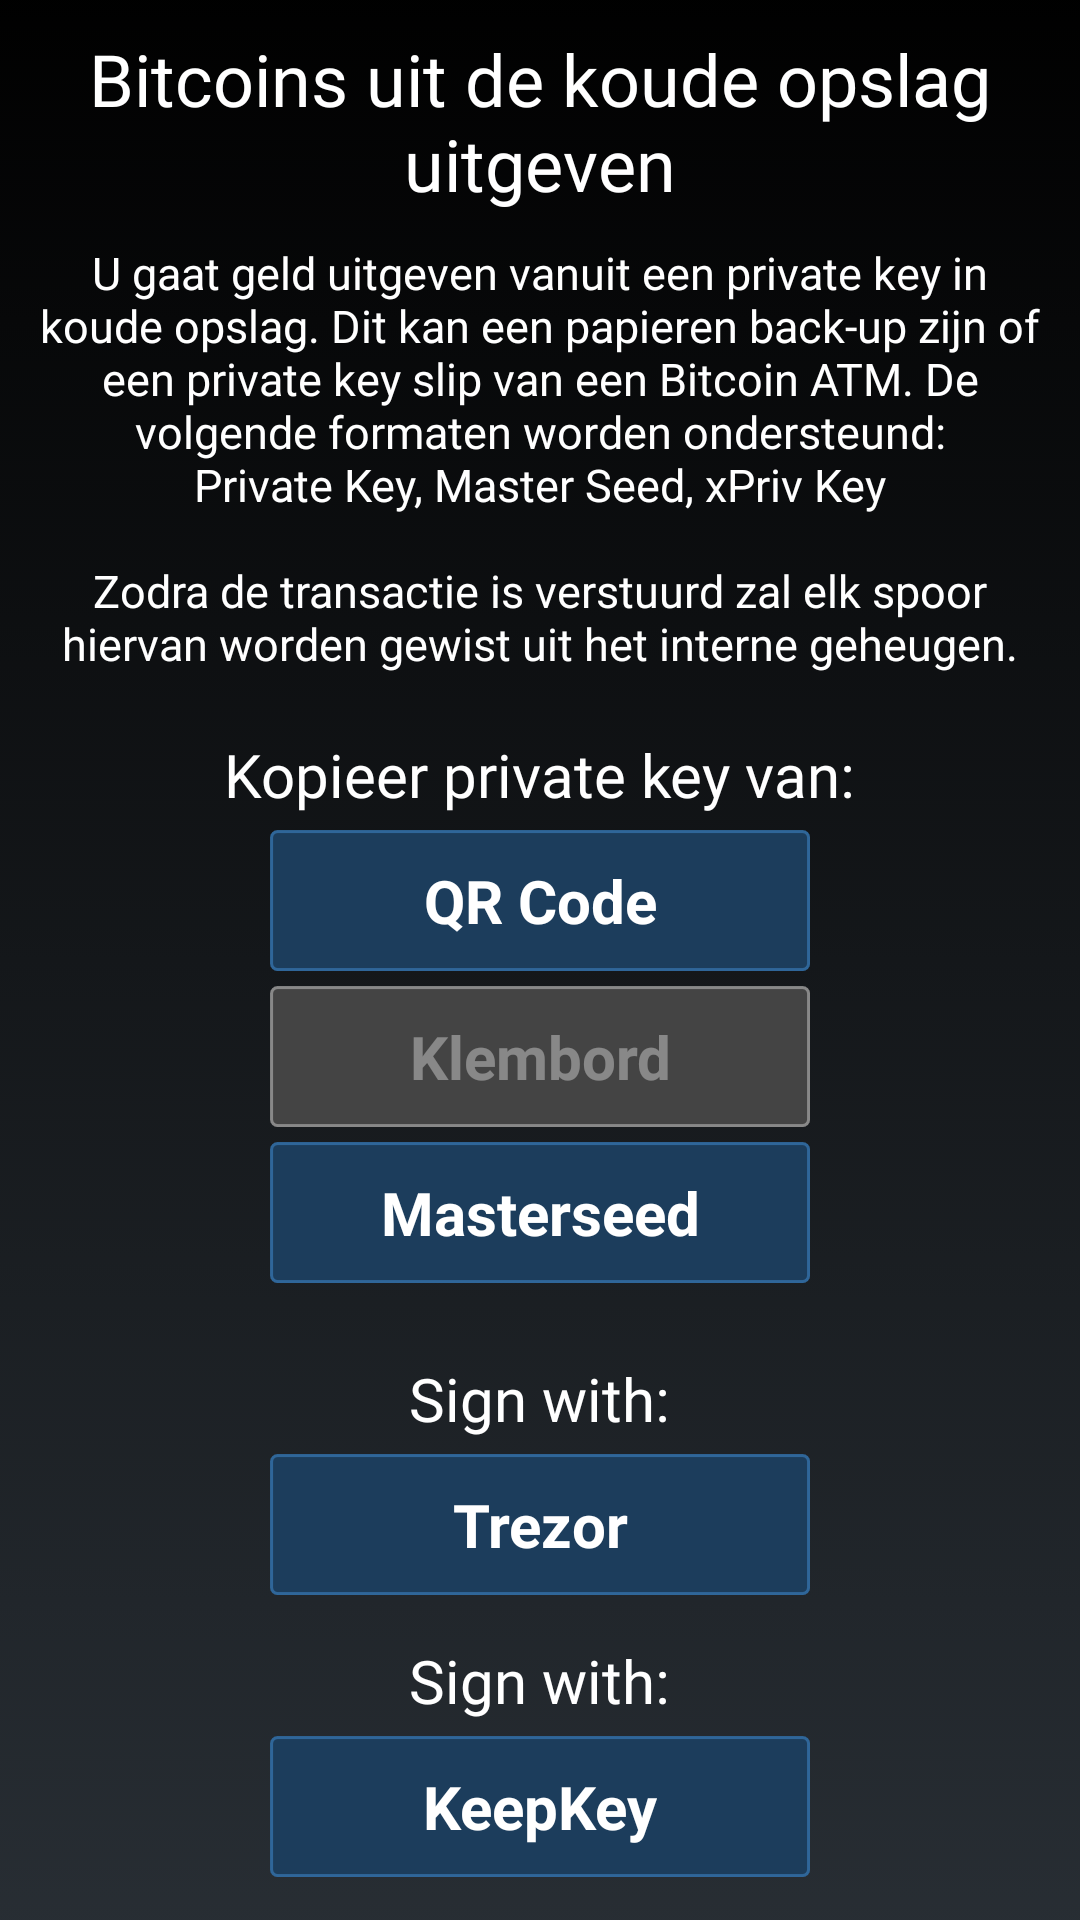 Bitcoins uit de koude opslag
uitgeven
U gaat geld uitgeven vanuit een private key in
koude opslag. Dit kan een papieren back-up zijn of
een private key slip van een Bitcoin ATM. De
volgende formaten worden ondersteund:
Private Key, Master Seed, xPriv Key
Zodra de transactie is verstuurd zal elk spoor
hiervan worden gewist uit het interne geheugen.
Kopieer private key van:
QR Code
Klembord
Masterseed
Sign with:
Trezor
Sign with:
KeepKey